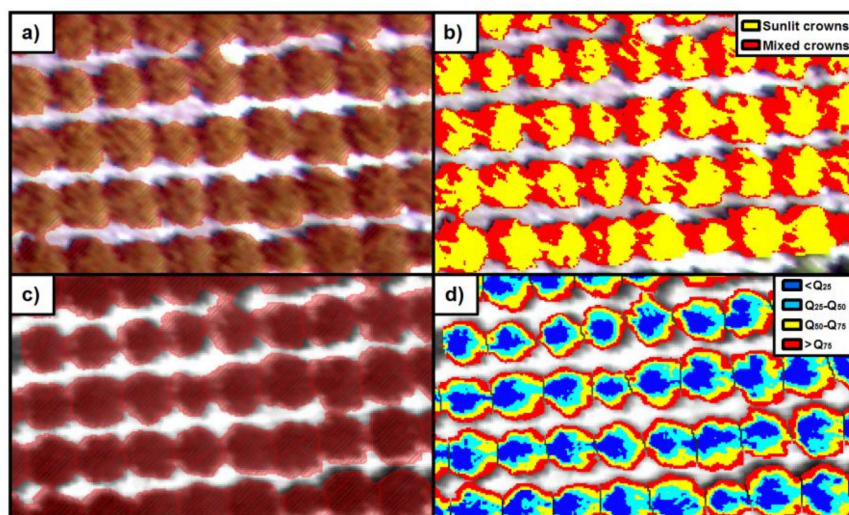 a)
b)
Sunlit crowns
Mixed crowns
c)
d)
<Q25
Q25-Q50
Q50-Q75
>Q75